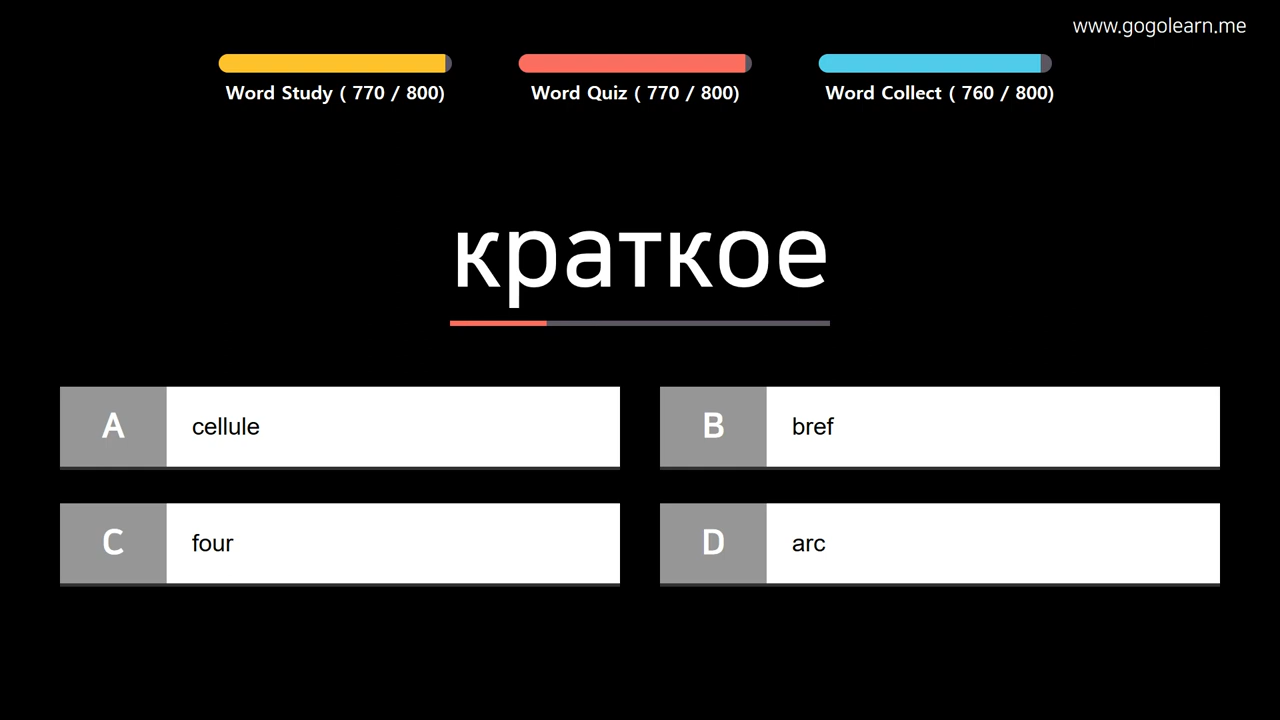 www.gogolearn.me
Word Study ( 770 / 800)
Word Quiz ( 770 / 800)
Word Collect ( 760 / 800)
краткое
A cellule
B bref
C four
D arc